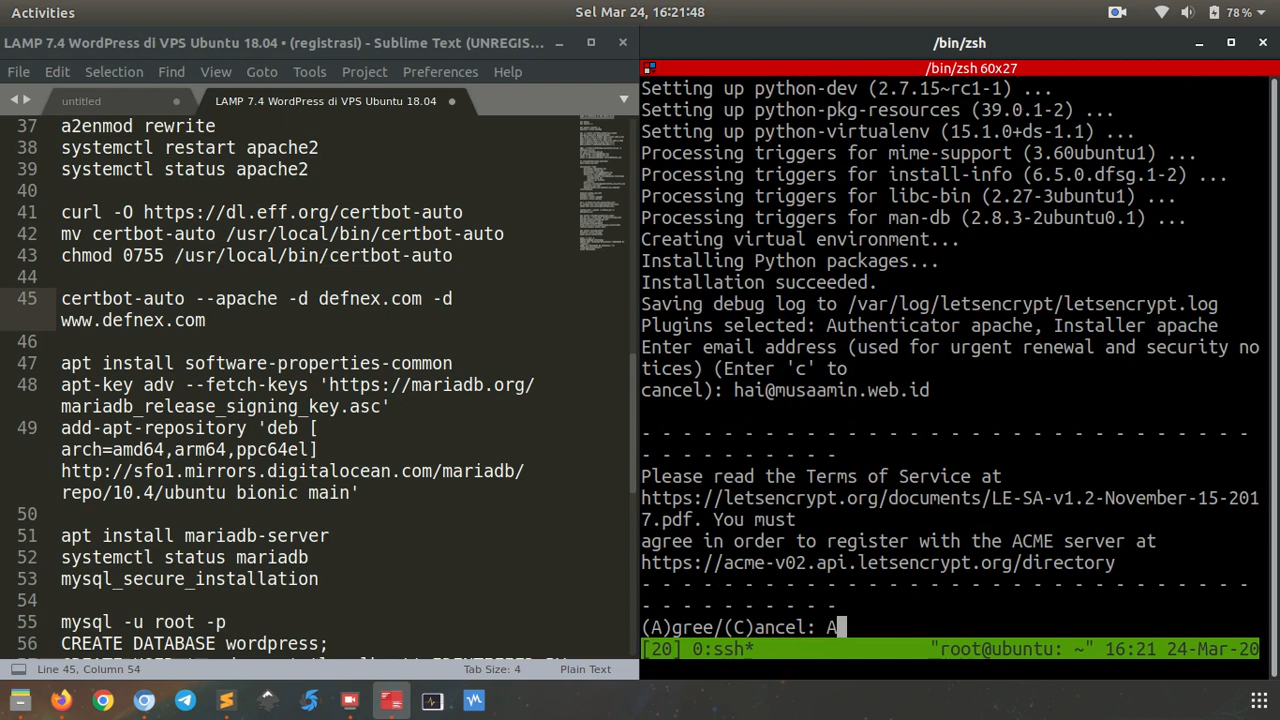 Activities
Sel Mar 24, 16:21:48
78 %
LAMP 7.4 WordPress di VPS Ubuntu 18.04 • (registrasi) - Sublime Text (UNREGIS...
File Edit Selection Find View Goto Tools Project Preferences Help
untitled
LAMP 7.4 WordPress di VPS Ubuntu 18.04
37 a2enmod rewrite
38 systemctl restart apache2
39 systemctl status apache2
40
41 curl -O https://dl.eff.org/certbot-auto
42 mv certbot-auto /usr/local/bin/certbot-auto
43 chmod 0755 /usr/local/bin/certbot-auto
44
45 certbot-auto --apache -d defnex.com -d
www.defnex.com
46
47 apt install software-properties-common
48 apt-key adv --fetch-keys 'https://mariadb.org/
mariadb_release_signing_key.asc'
49 add-apt-repository 'deb [
arch=amd64,arm64,ppc64el]
http://sfo1.mirrors.digitalocean.com/mariadb/
repo/10.4/ubuntu bionic main'
50
51 apt install mariadb-server
52 systemctl status mariadb
53 mysql_secure_installation
54
55 mysql -u root -p
56 CREATE DATABASE wordpress;
Line 45, Column 54
Tab Size: 4
Plain Text
/bin/zsh
/bin/zsh 60x27
Setting up python-dev (2.7.15~rc1-1) ...
Setting up python-pkg-resources (39.0.1-2) ...
Setting up python-virtualenv (15.1.0+ds-1.1) ...
Processing triggers for mime-support (3.60ubuntu1) ...
Processing triggers for install-info (6.5.0.dfsg.1-2) ...
Processing triggers for libc-bin (2.27-3ubuntu1) ...
Processing triggers for man-db (2.8.3-2ubuntu0.1) ...
Creating virtual environment...
Installing Python packages...
Installation succeeded.
Saving debug log to /var/log/letsencrypt/letsencrypt.log
Plugins selected: Authenticator apache, Installer apache
Enter email address (used for urgent renewal and security no
tices) (Enter 'c' to
cancel): hai@musaamin.web.id
- - - - - - - - - - - - - - - - - - - - - - - - - - - - - -
- - - - - - - - - -
Please read the Terms of Service at
https://letsencrypt.org/documents/LE-SA-v1.2-November-15-201
7.pdf. You must
agree in order to register with the ACME server at
https://acme-v02.api.letsencrypt.org/directory
- - - - - - - - - - - - - - - - - - - - - - - - - - - - - -
- - - - - - - - - -
(A)gree/(C)ancel: A
[20] 0:ssh* "root@ubuntu: ~" 16:21 24-Mar-20